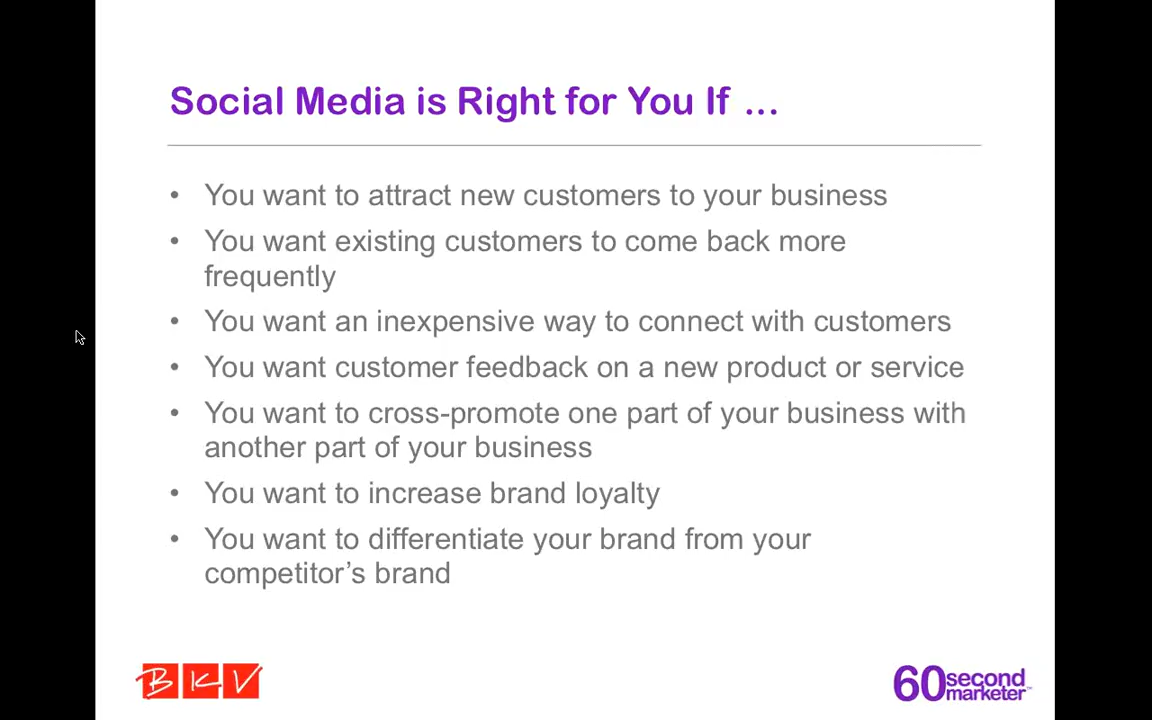 Social Media is Right for You If ...
• You want to attract new customers to your business
• You want existing customers to come back more
frequently
• You want an inexpensive way to connect with customers
• You want customer feedback on a new product or service
• You want to cross-promote one part of your business with
another part of your business
• You want to increase brand loyalty
• You want to differentiate your brand from your
competitor’s brand
BKV
60 second
marketer™